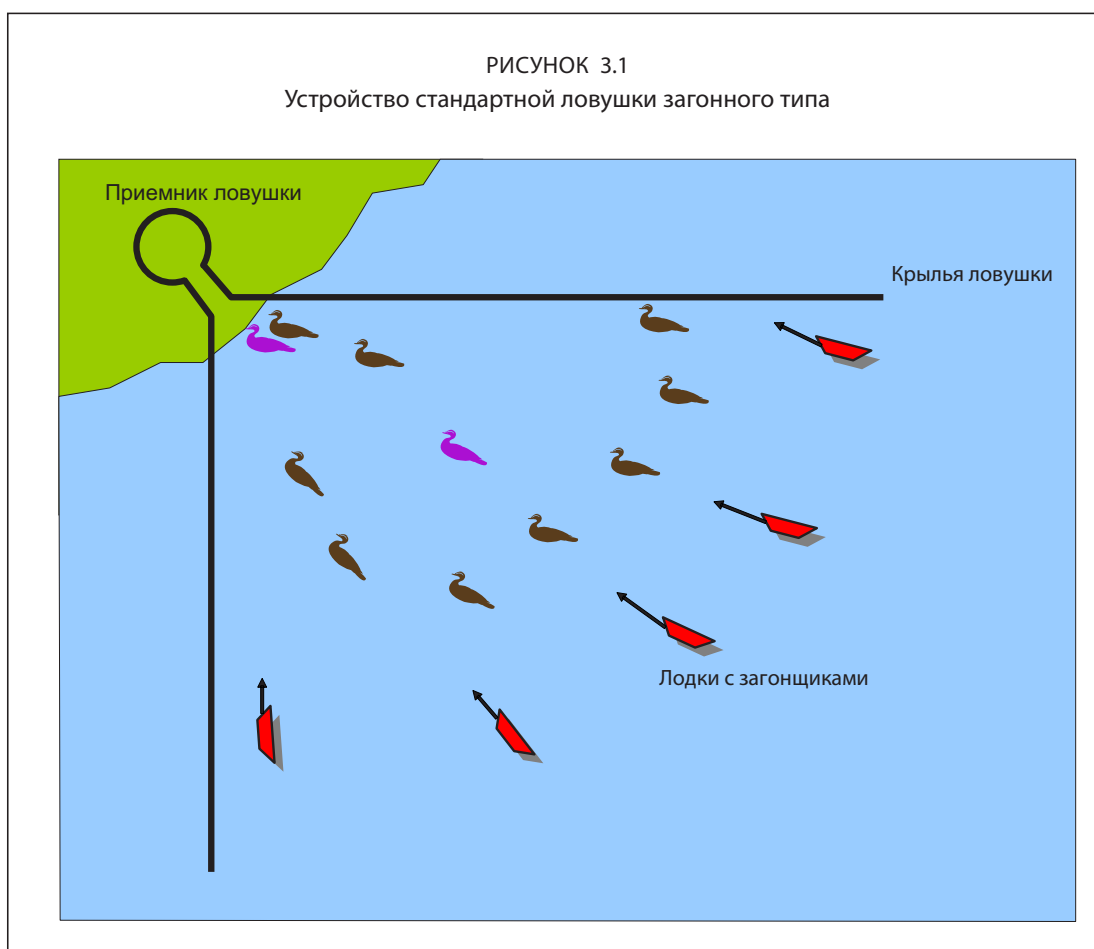 РИСУНОК 3.1
Устройство стандартной ловушки загонного типа
Приемник ловушки
Крылья ловушки
Лодки с загонщиками